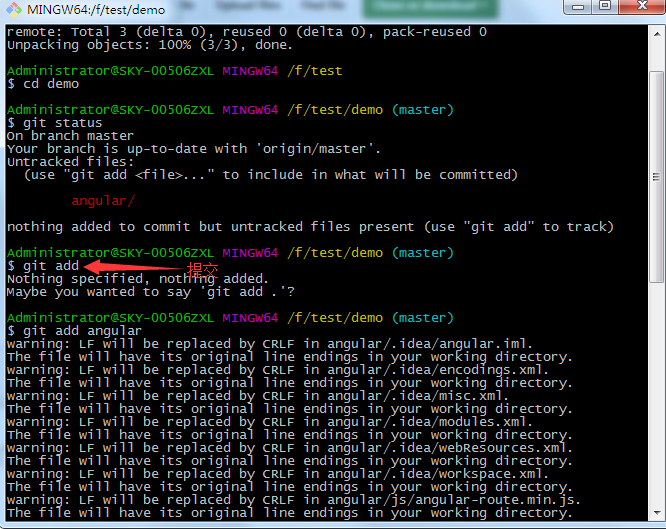 MINGW64:/f/test/demo
remote: Total 3 (delta 0), reused 0 (delta 0), pack-reused 0
Unpacking objects: 100% (3/3), done.
Administrator@SKY-00506ZXL MINGW64 /f/test
$ cd demo
Administrator@SKY-00506ZXL MINGW64 /f/test/demo (master)
$ git status
On branch master
Your branch is up-to-date with 'origin/master'.
Untracked files:
(use "git add <file>..." to include in what will be committed)
angular/
nothing added to commit but untracked files present (use "git add" to track)
Administrator@SKY-00506ZXL MINGW64 /f/test/demo (master)
$ git add 提交
Nothing specified, nothing added.
Maybe you wanted to say 'git add .'?
Administrator@SKY-00506ZXL MINGW64 /f/test/demo (master)
$ git add angular
warning: LF will be replaced by CRLF in angular/.idea/angular.iml.
The file will have its original line endings in your working directory.
warning: LF will be replaced by CRLF in angular/.idea/encodings.xml.
The file will have its original line endings in your working directory.
warning: LF will be replaced by CRLF in angular/.idea/misc.xml.
The file will have its original line endings in your working directory.
warning: LF will be replaced by CRLF in angular/.idea/modules.xml.
The file will have its original line endings in your working directory.
warning: LF will be replaced by CRLF in angular/.idea/webResources.xml.
The file will have its original line endings in your working directory.
warning: LF will be replaced by CRLF in angular/.idea/workspace.xml.
The file will have its original line endings in your working directory.
warning: LF will be replaced by CRLF in angular/js/angular-route.min.js.
The file will have its original line endings in your working directory.